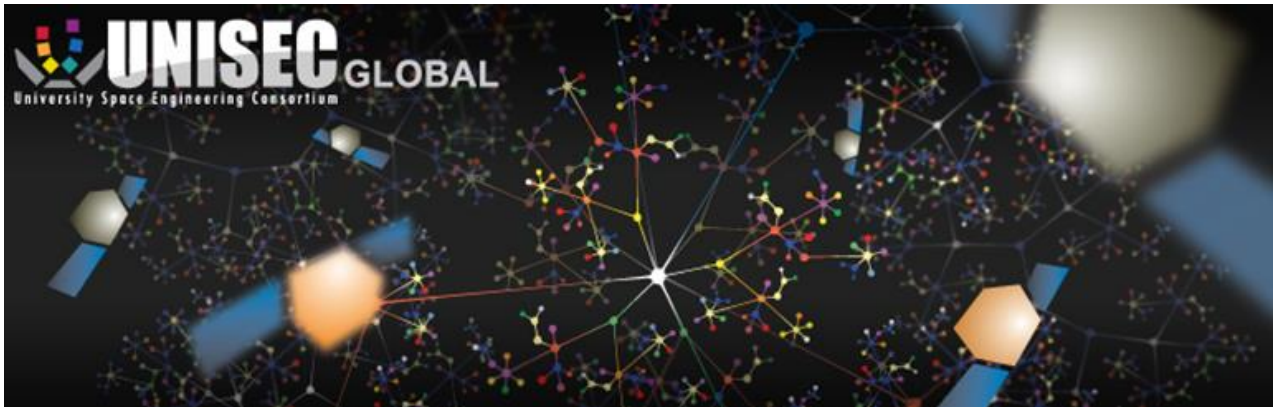 UNISEC GLOBAL
University Space Engineering Consortium